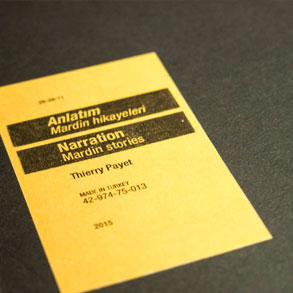 Anlatım
Mardin hikayeleri
Narration
Mardin stories
Thierry Payet
MADE IN TURKEY
42-974-75-013
2015